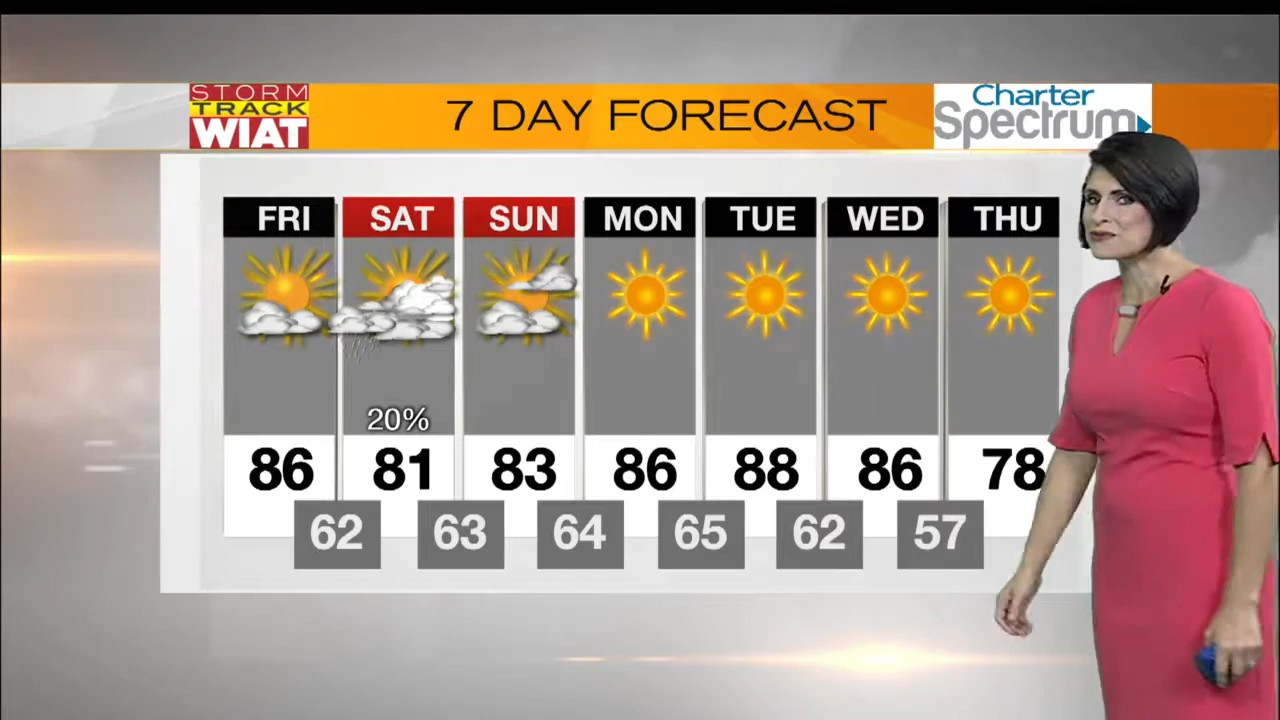 STORM
TRACK
WIAT
7 DAY FORECAST
Charter
Spectrum
FRI SAT SUN MON TUE WED THU
20%
86 81 83 86 88 86 78
62 63 64 65 62 57